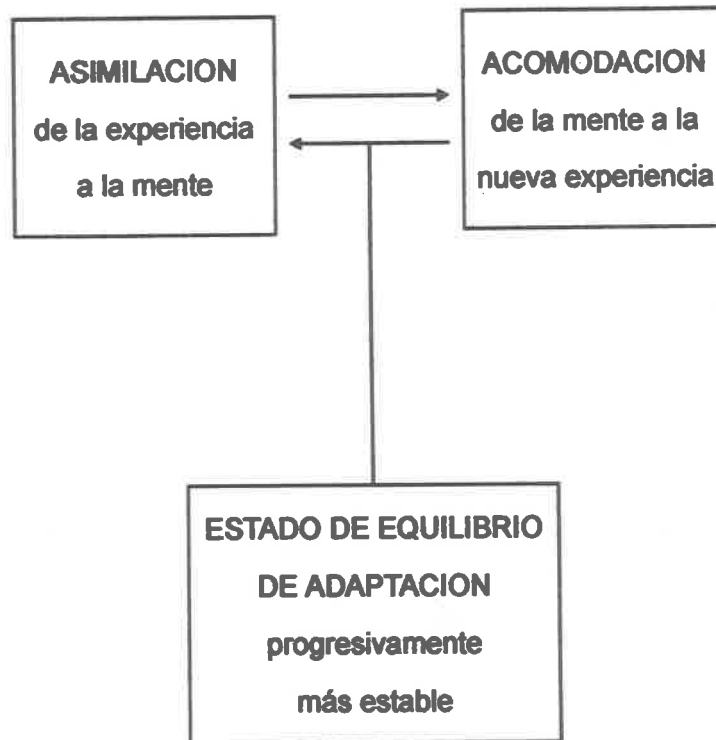 ASIMILACION
de la experiencia
a la mente
ACOMODACION
de la mente a la
nueva experiencia
ESTADO DE EQUILIBRIO
DE ADAPTACION
progresivamente
más estable